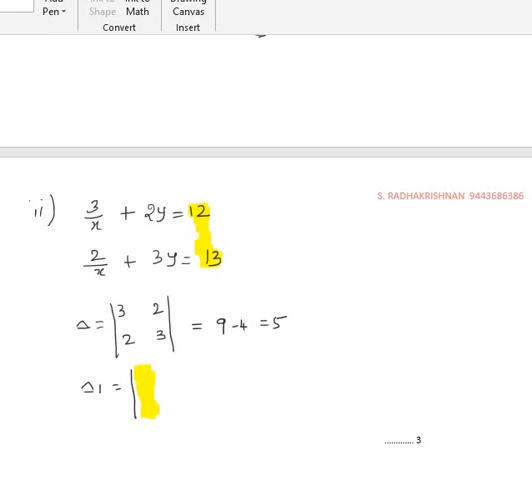 Pen
Shape
Math
Canvas
Convert
Insert
S. RADHAKRISHNAN 9443686386
ii) 3/x + 2y = 12
2/x + 3y = 13
Δ = |3 2| = 9 - 4 = 5
|2 3|
Δ1 = |
............. 3